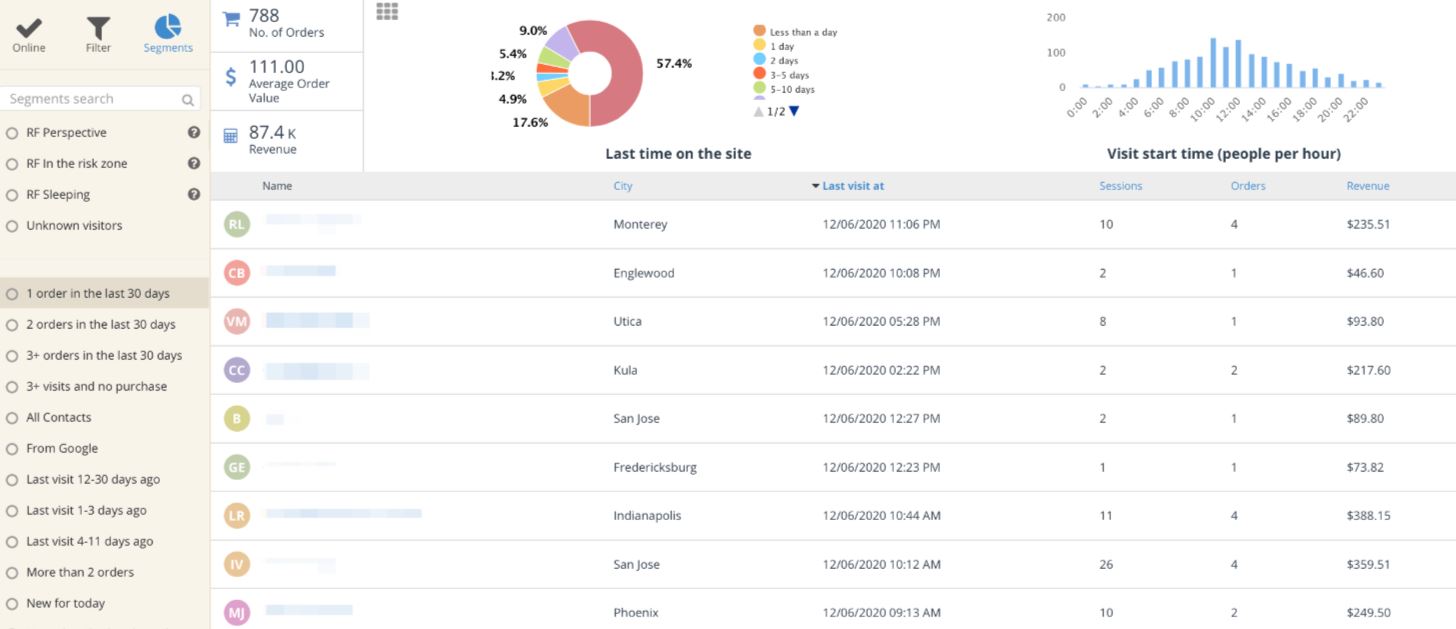 Online Filter Segments
Segments search
RF Perspective
RF In the risk zone
RF Sleeping
Unknown visitors
1 order in the last 30 days
2 orders in the last 30 days
3+ orders in the last 30 days
3+ visits and no purchase
All Contacts
From Google
Last visit 12-30 days ago
Last visit 1-3 days ago
Last visit 4-11 days ago
More than 2 orders
New for today
788
No. of Orders
$ 111.00
Average Order
Value
87.4 K
Revenue
9.0%
5.4%
4.9%
17.6%
57.4%
Less than a day
1 day
2 days
3-5 days
5-10 days
1/2
Last time on the site
200
100
0
0:00 2:00 4:00 6:00 8:00 10:00 12:00 14:00 16:00 18:00 20:00 22:00
Visit start time (people per hour)
Name City Last visit at Sessions Orders Revenue
RL Monterey 12/06/2020 11:06 PM 10 4 $235.51
CB Englewood 12/06/2020 10:08 PM 2 1 $46.60
VM Utica 12/06/2020 05:28 PM 8 1 $93.80
CC Kula 12/06/2020 02:22 PM 2 2 $217.60
B San Jose 12/06/2020 12:27 PM 2 1 $89.80
GE Fredericksburg 12/06/2020 12:23 PM 1 1 $73.82
LR Indianapolis 12/06/2020 10:44 AM 11 4 $388.15
IV San Jose 12/06/2020 10:12 AM 26 4 $359.51
MJ Phoenix 12/06/2020 09:13 AM 10 2 $249.50